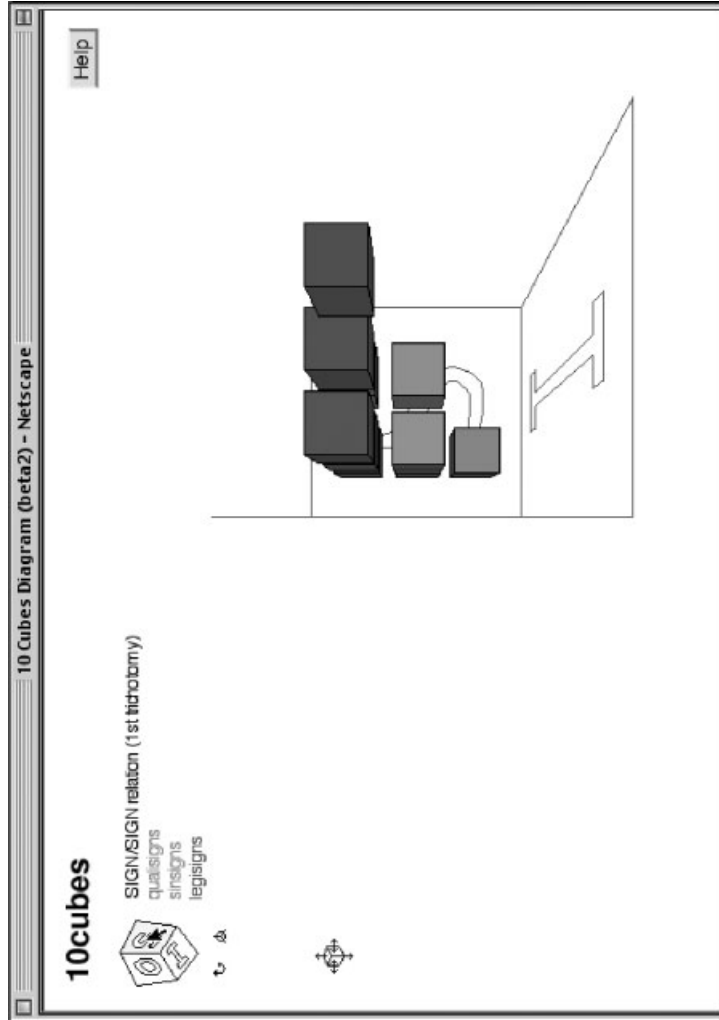 10 Cubes Diagram (beta2) - Netscape
10cubes
Help
SIGN/SIGN relation (1st trichotomy)
qualisigns
sinsigns
legisigns
O
S
I
I